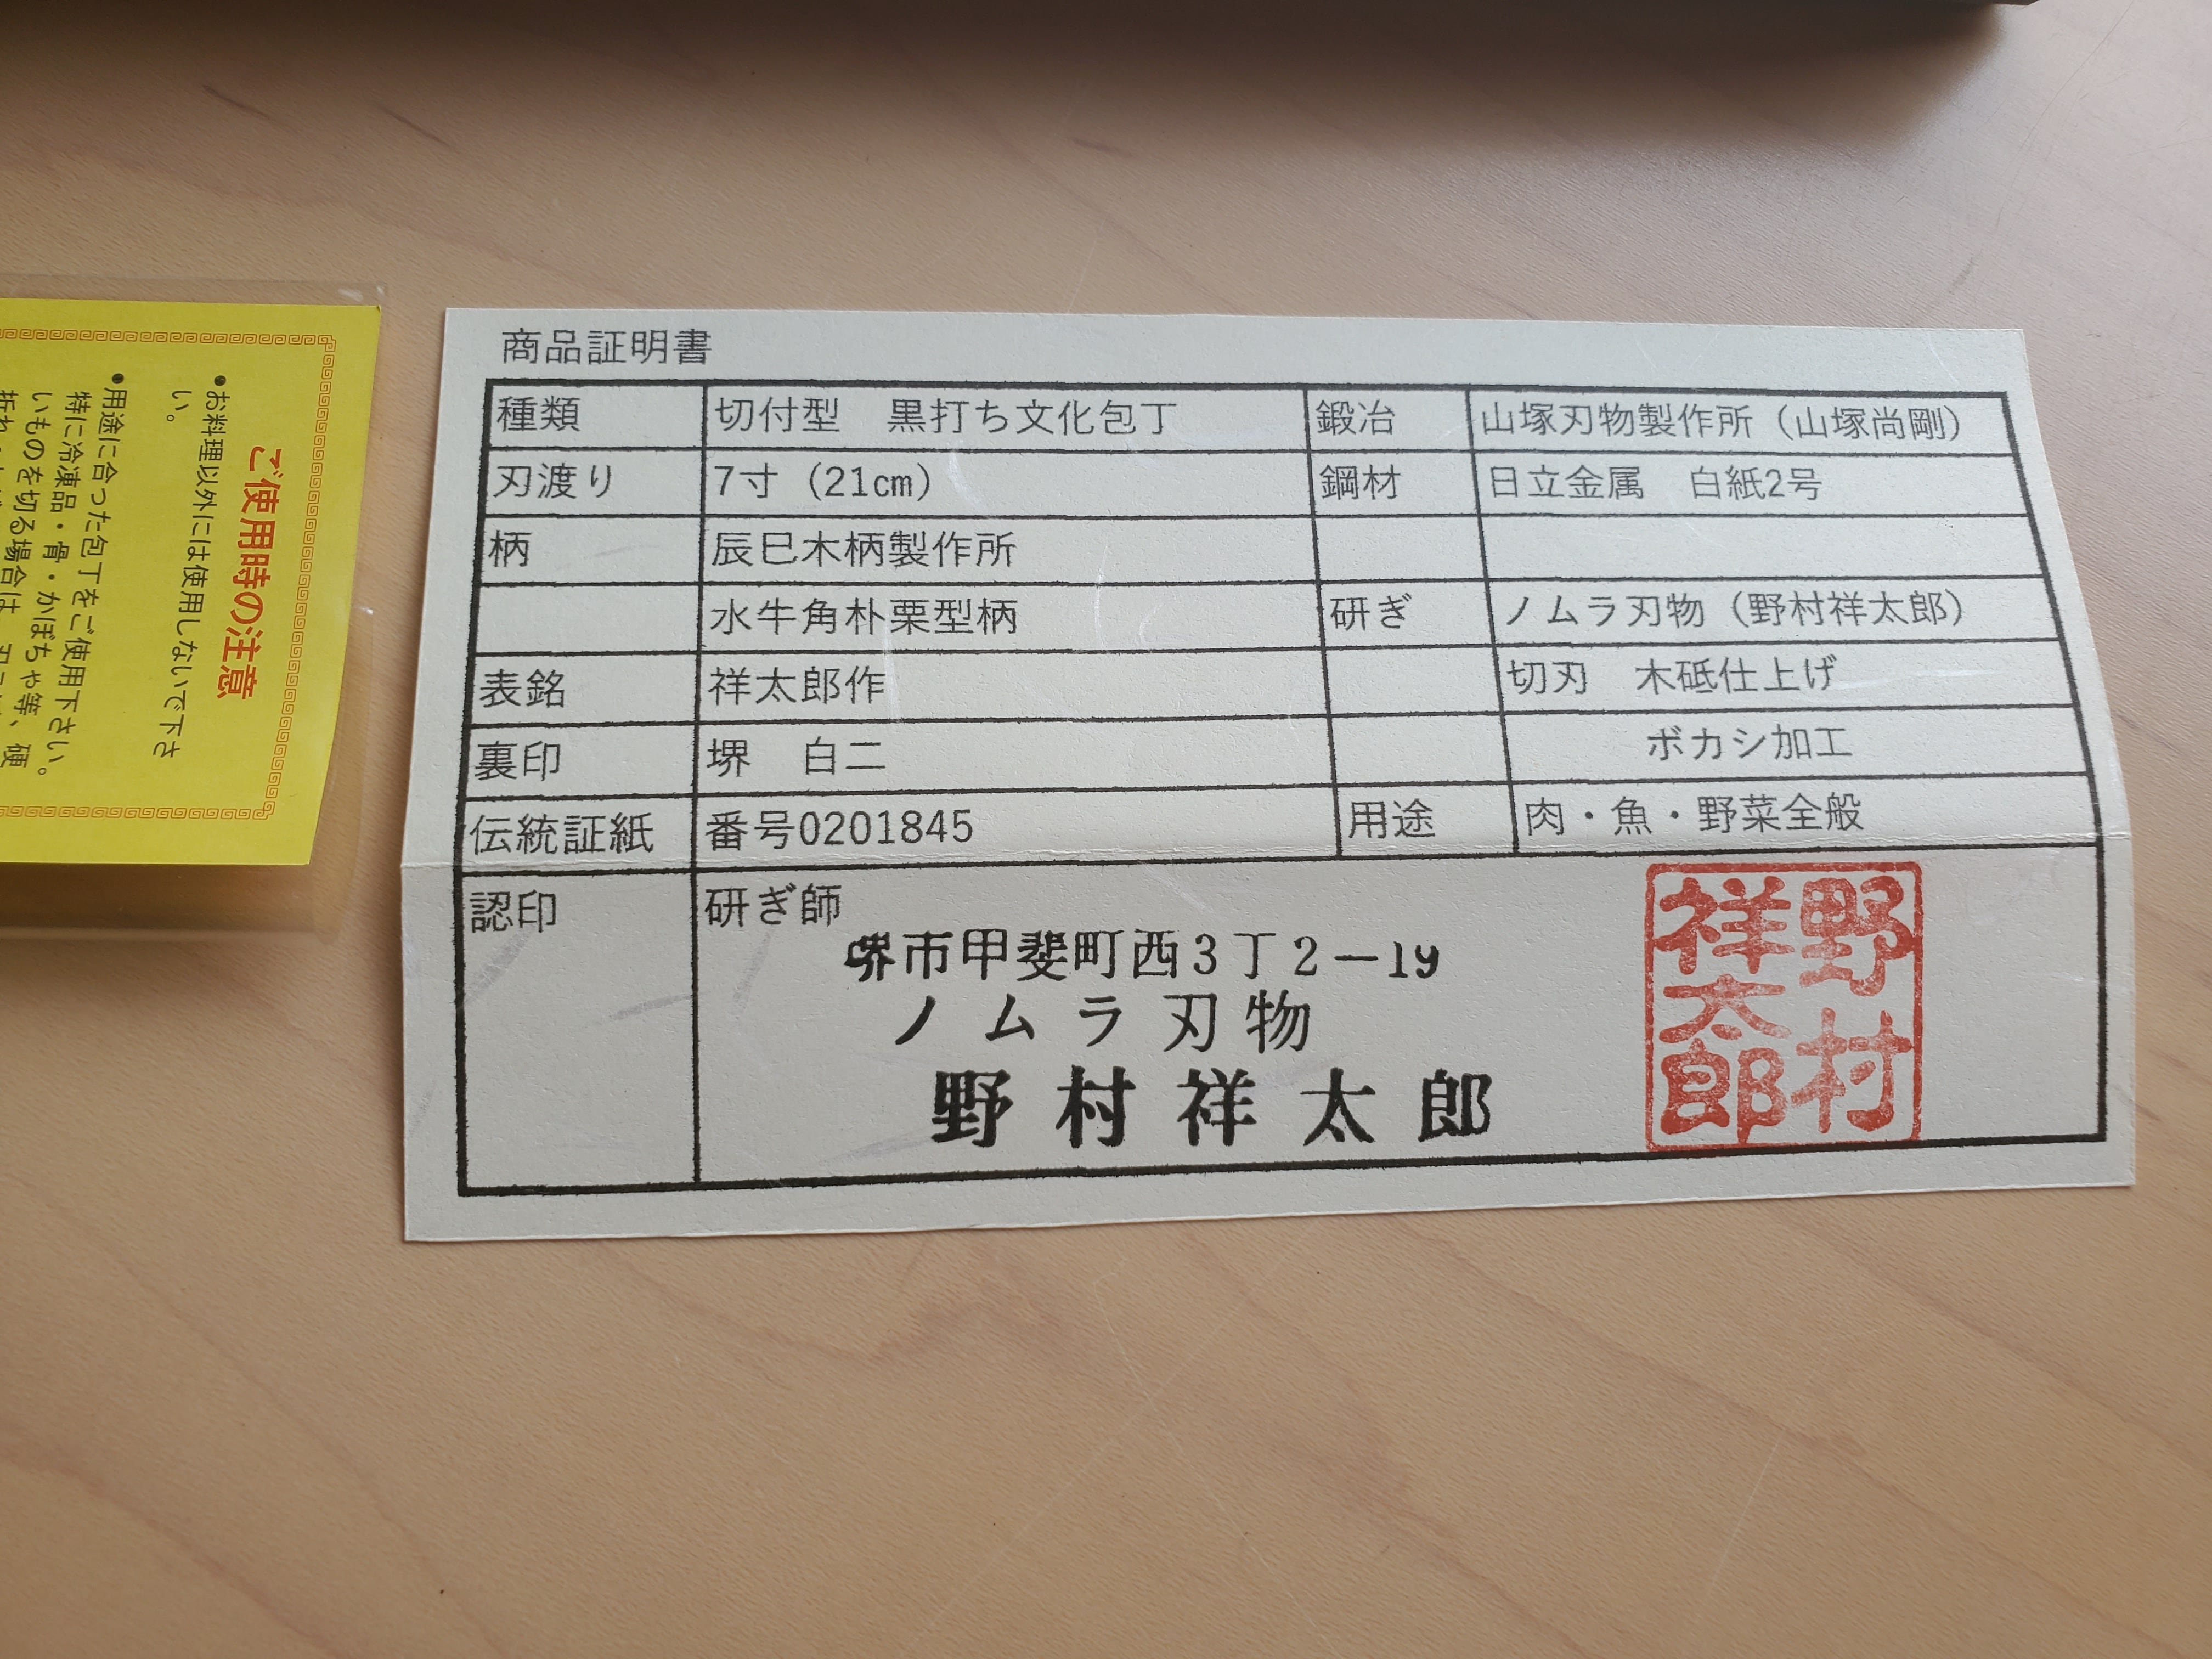 商品証明書
種類 切付型　黒打ち文化包丁 鍛冶 山塚刃物製作所（山塚尚剛）
刃渡り 7寸（21cm） 鋼材 日立金属　白紙2号
柄 辰巳木柄製作所
水牛角朴栗型柄 研ぎ ノムラ刃物（野村祥太郎）
表銘 祥太郎作 切刃　木砥仕上げ
裏印 堺　白二 ボカシ加工
伝統証紙 番号0201845 用途 肉・魚・野菜全般
認印 研ぎ師
堺市甲斐町西3丁2－19
ノムラ刃物
野村祥太郎
野村
祥太郎
ご使用時の注意
●お料理以外には使用しないで下さ
い。
●用途に合った包丁をご使用下さい。
特に冷凍品・骨・かぼちゃ等、硬
いものを切る場合は